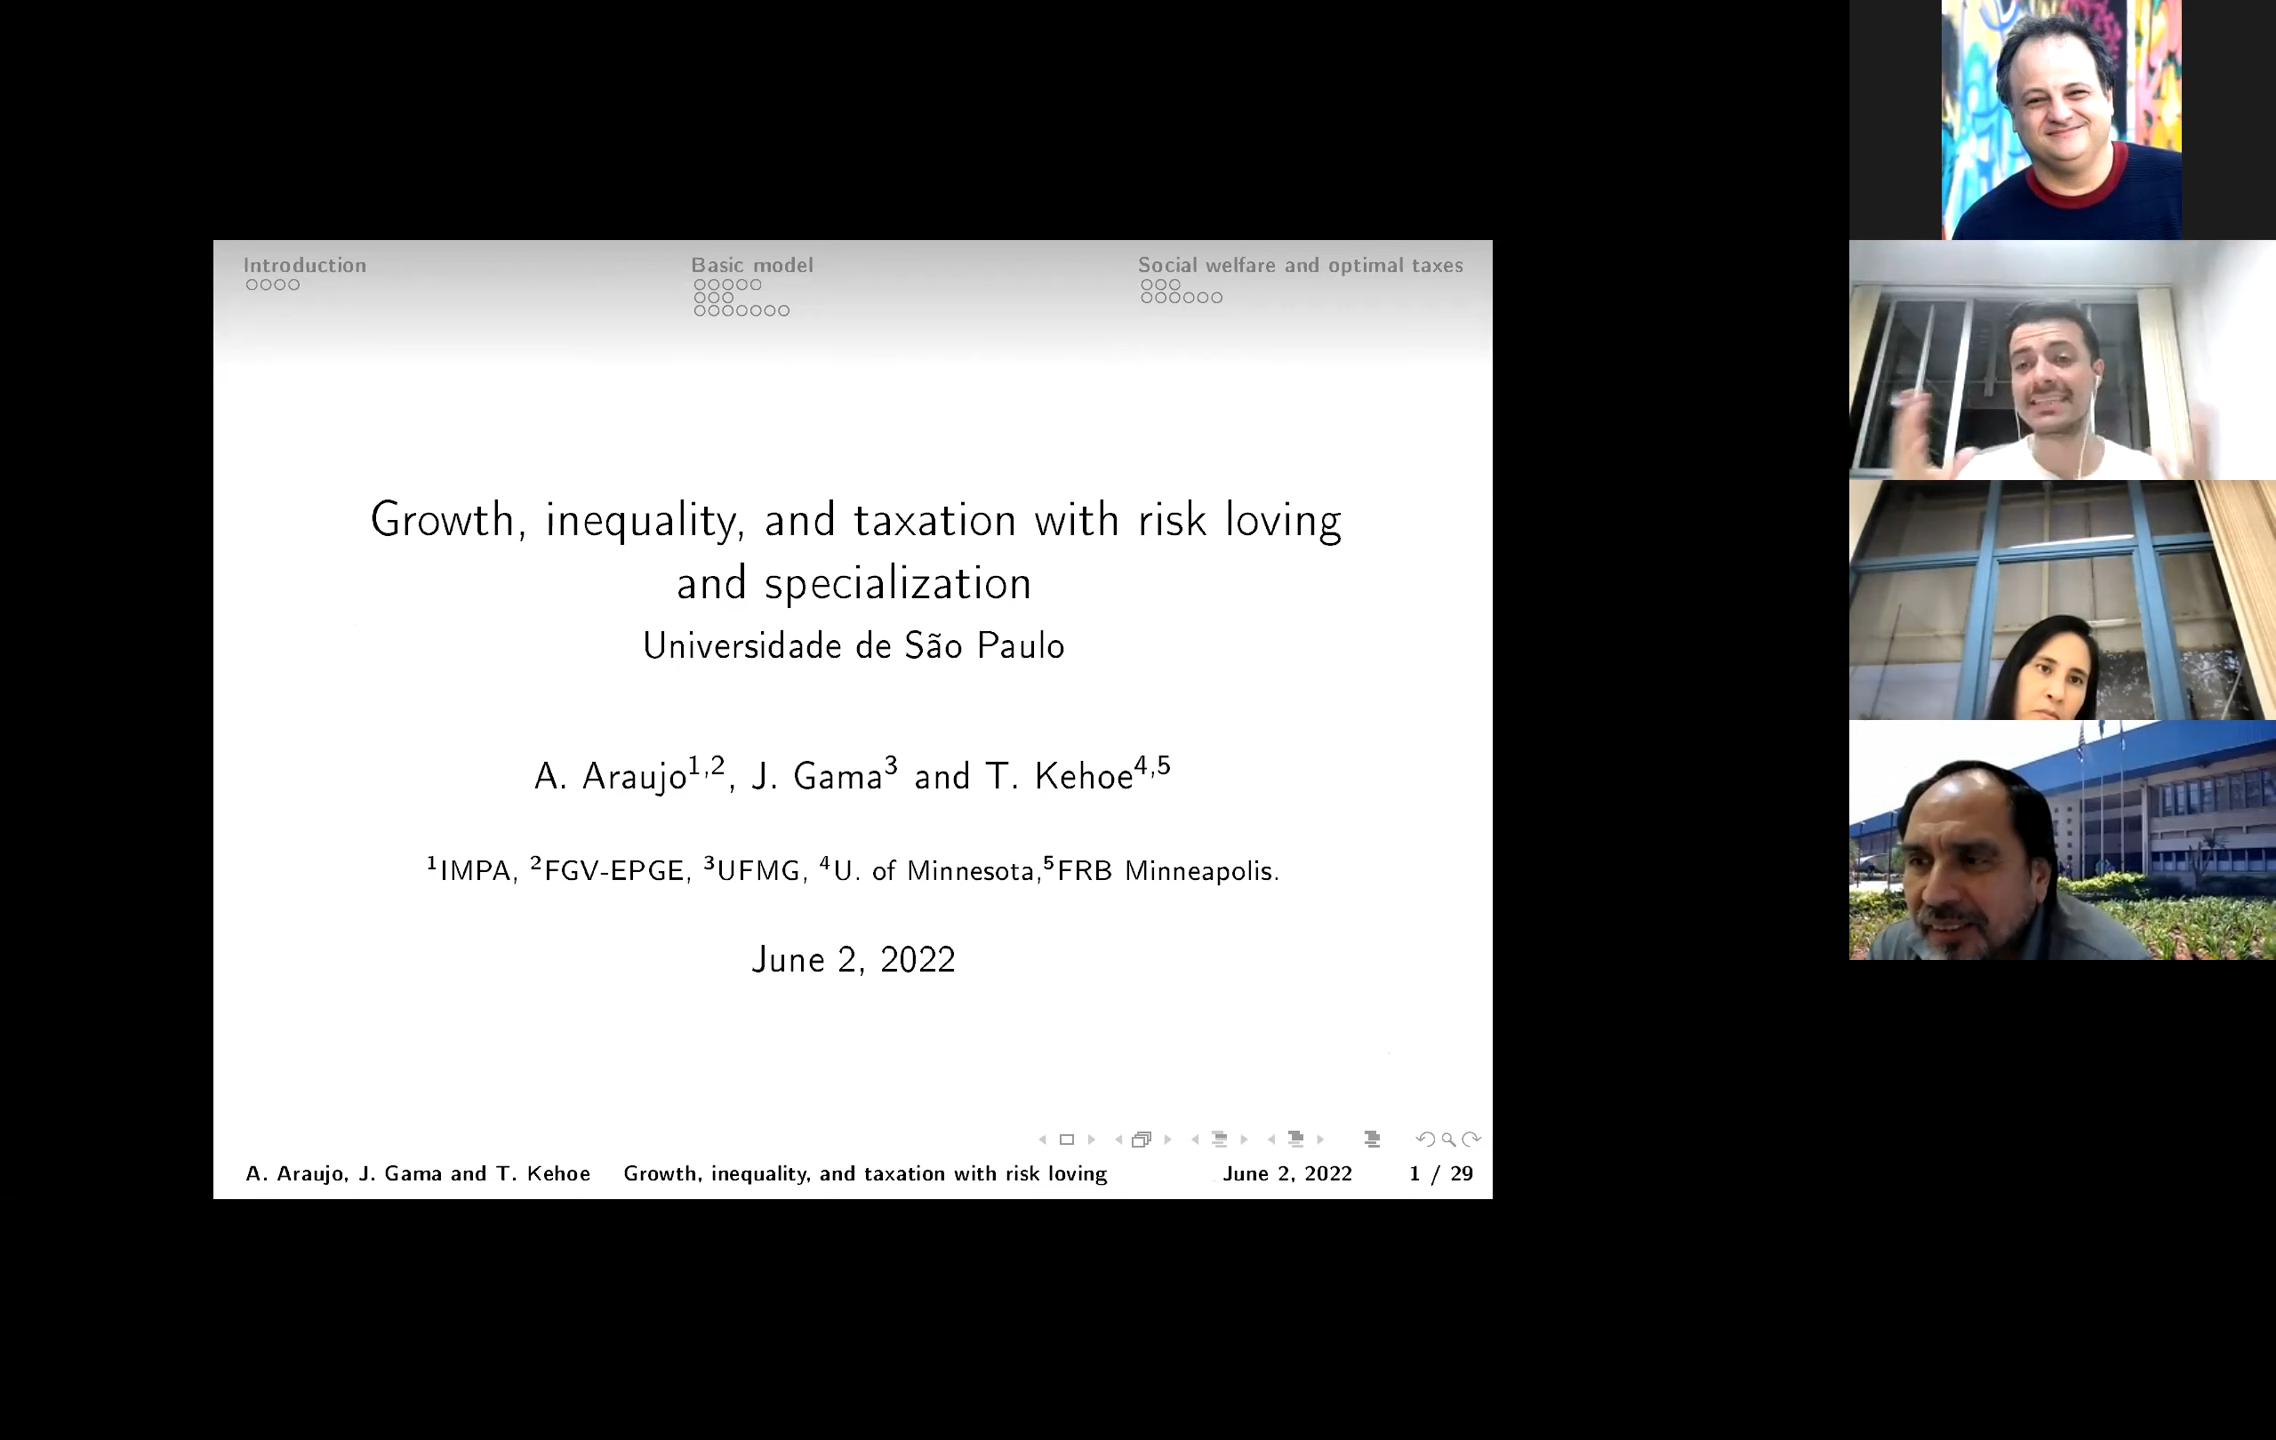 Introduction
Basic model
Social welfare and optimal taxes
Growth, inequality, and taxation with risk loving
and specialization
Universidade de São Paulo
A. Araujo1,2, J. Gama3 and T. Kehoe4,5
1IMPA, 2FGV-EPGE, 3UFMG, 4U. of Minnesota,5FRB Minneapolis.
June 2, 2022
A. Araujo, J. Gama and T. Kehoe Growth, inequality, and taxation with risk loving June 2, 2022 1 / 29